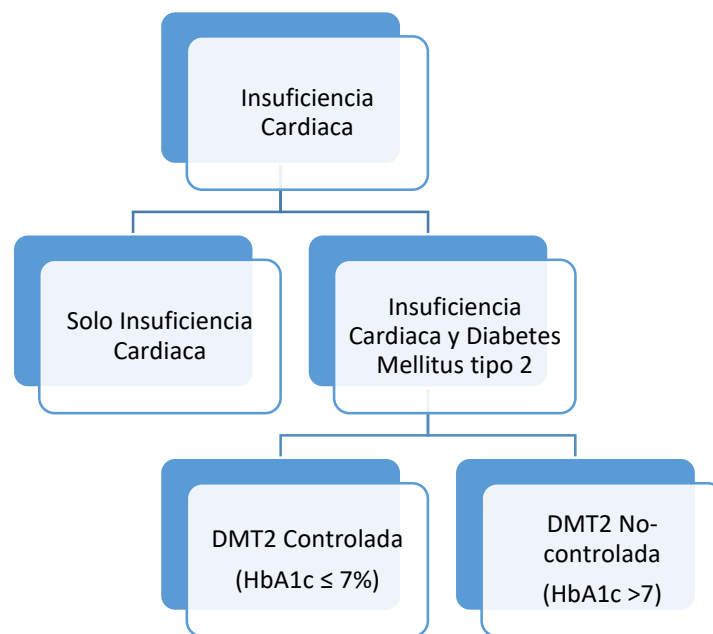 Insuficiencia
Cardiaca
Solo Insuficiencia
Cardiaca
Insuficiencia
Cardiaca y Diabetes
Mellitus tipo 2
DMT2 Controlada
(HbA1c ≤ 7%)
DMT2 No-
controlada
(HbA1c >7)